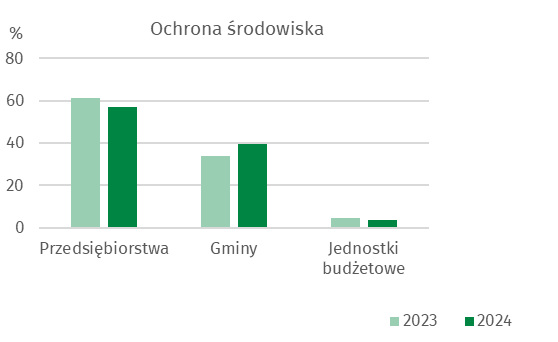 Ochrona środowiska
%
80
60
40
20
0
Przedsiębiorstwa
Gminy
Jednostki
budżetowe
2023
2024